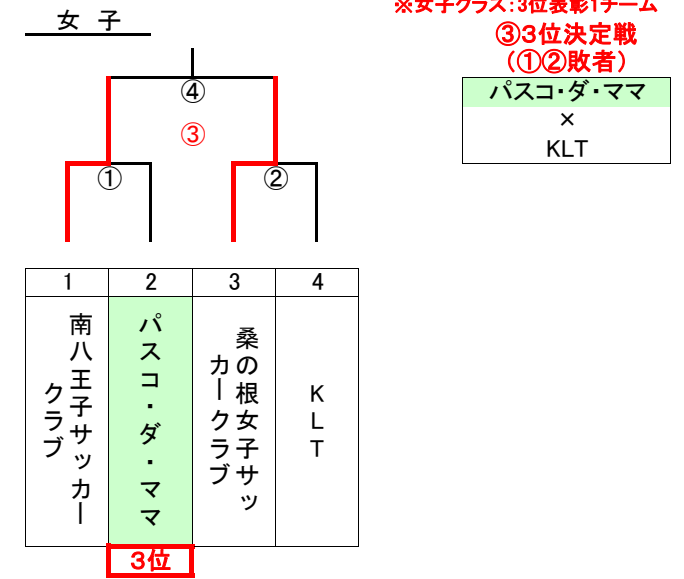 女 子
※女子クラス:3位表彰1チーム
③3位決定戦
(①②敗者)
パスコ・ダ・ママ
×
KLT
④
③
①
②
1
2
3
4
南八王子サッカー
クラブ
パスコ・ダ・ママ
桑の根女子サッ
カークラブ
KLT
3位